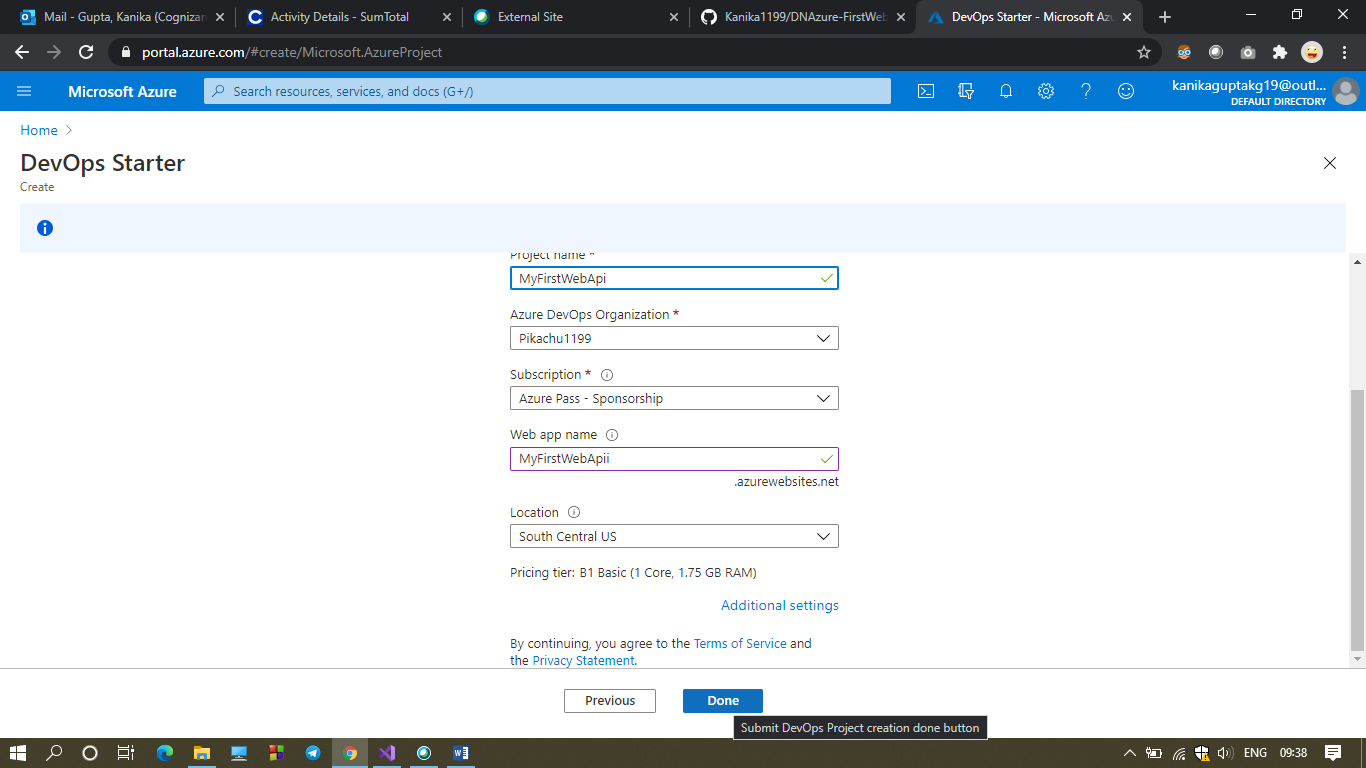 Mail - Gupta, Kanika (Cognizan
Activity Details - SumTotal
External Site
Kanika1199/DNAzure-FirstWeb
DevOps Starter - Microsoft Azu
portal.azure.com/#create/Microsoft.AzureProject
Microsoft Azure
Search resources, services, and docs (G+/)
kanikaguptakg19@outl...
DEFAULT DIRECTORY
Home
DevOps Starter
Create
Project name *
MyFirstWebApi
Azure DevOps Organization *
Pikachu1199
Subscription *
Azure Pass - Sponsorship
Web app name
MyFirstWebApii
.azurewebsites.net
Location
South Central US
Pricing tier: B1 Basic (1 Core, 1.75 GB RAM)
Additional settings
By continuing, you agree to the Terms of Service and
the Privacy Statement.
Previous
Done
Submit DevOps Project creation done button
ENG
09:38